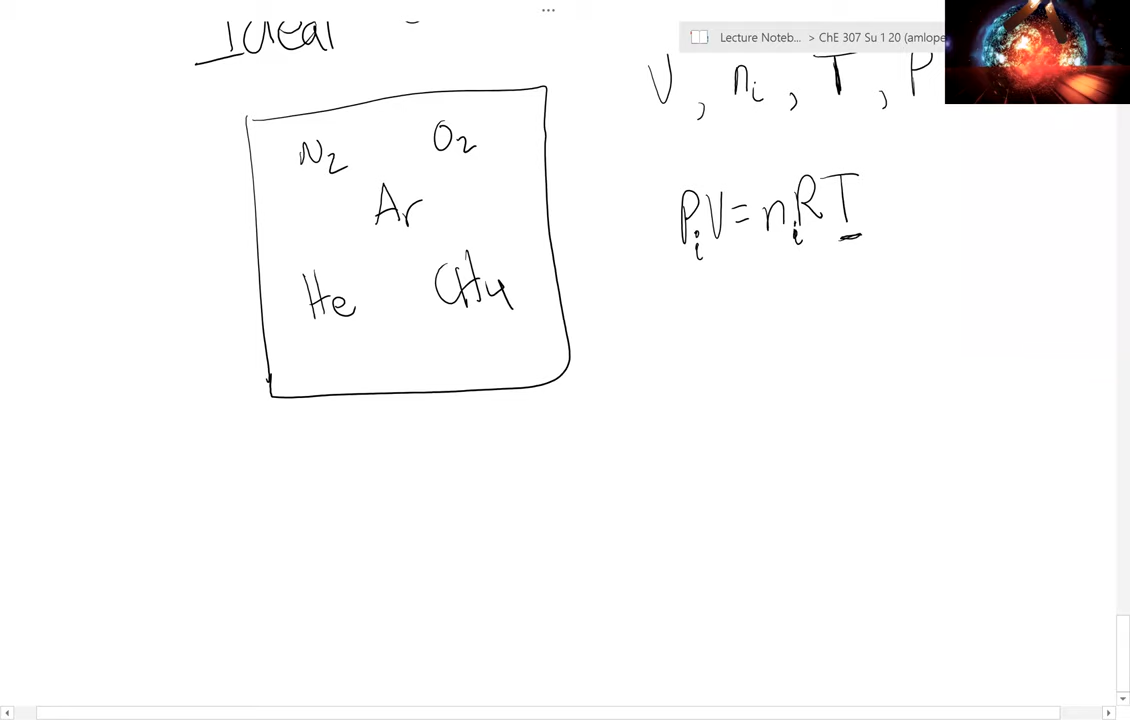 Ideal
Lecture Noteb... > ChE 307 Su 1 20 (amlope
V, nᵢ, T, P
N₂ O₂
Ar
PᵢV = nᵢRT
He CH₄